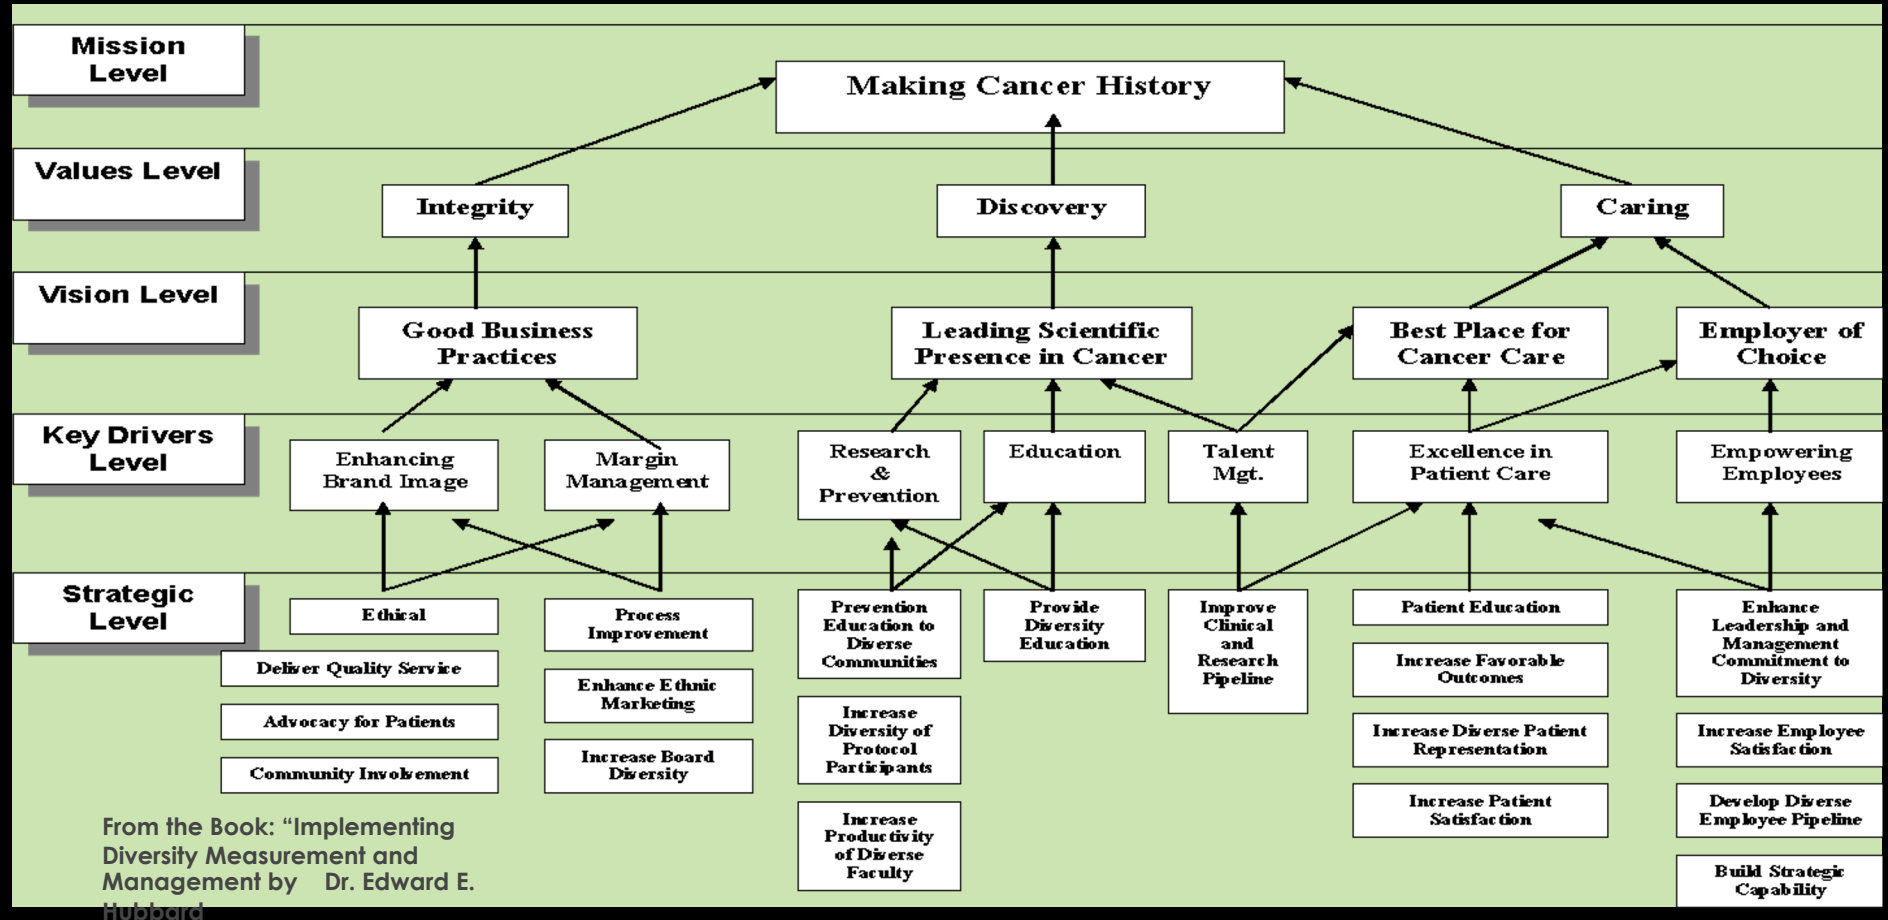 Mission
Level
Making Cancer History
Values Level
Integrity
Discovery
Caring
Vision Level
Good Business
Practices
Leading Scientific
Presence in Cancer
Best Place for
Cancer Care
Employer of
Choice
Key Drivers
Level
Enhancing
Brand Image
Margin
Management
Research
&
Prevention
Education
Talent
Mgt.
Excellence in
Patient Care
Empowering
Employees
Strategic
Level
Ethical
Deliver Quality Service
Advocacy for Patients
Community Involvement
Process
Improvement
Enhance Ethnic
Marketing
Increase Board
Diversity
Prevention
Education to
Diverse
Communities
Increase
Diversity of
Protocol
Participants
Increase
Productivity
of Diverse
Faculty
Provide
Diversity
Education
Improve
Clinical
and
Research
Pipeline
Patient Education
Increase Favorable
Outcomes
Increase Diverse Patient
Representation
Increase Patient
Satisfaction
Enhance
Leadership and
Management
Commitment to
Diversity
Increase Employee
Satisfaction
Develop Diverse
Employee Pipeline
Build Strategic
Capability
From the Book: “Implementing
Diversity Measurement and
Management by Dr. Edward E.
Hubbard